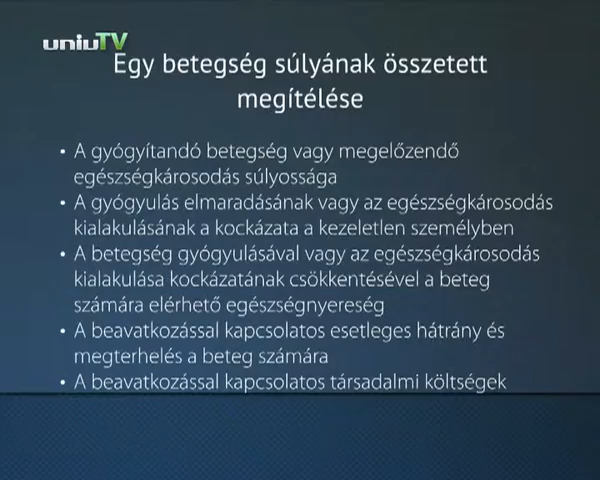 uniuTV
Egy betegség súlyának összetett
megítélése
• A gyógyítandó betegség vagy megelőzendő
egészségkárosodás súlyossága
• A gyógyulás elmaradásának vagy az egészségkárosodás
kialakulásának a kockázata a kezeletlen személyben
• A betegség gyógyulásával vagy az egészségkárosodás
kialakulása kockázatának csökkentésével a beteg
számára elérhető egészségnyereség
• A beavatkozással kapcsolatos esetleges hátrány és
megterhelés a beteg számára
• A beavatkozással kapcsolatos társadalmi költségek